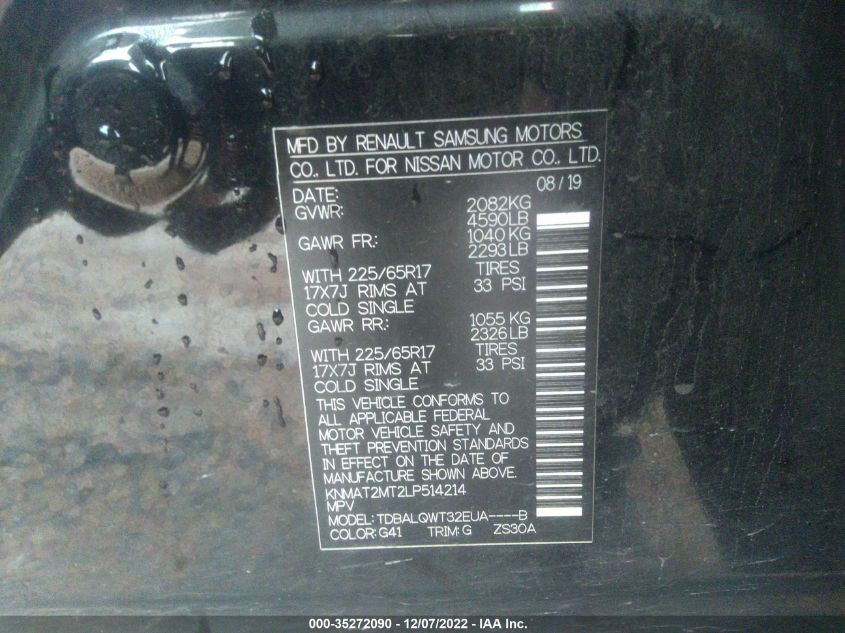 MFD BY RENAULT SAMSUNG MOTORS
CO., LTD. FOR NISSAN MOTOR CO., LTD.
DATE: 08/19
GVWR: 2082KG
4590LB
GAWR FR: 1040KG
2293LB
WITH 225/65R17 TIRES
17X7J RIMS AT 33 PSI
COLD SINGLE
GAWR RR: 1055 KG
2326LB
WITH 225/65R17 TIRES
17X7J RIMS AT 33 PSI
COLD SINGLE
THIS VEHICLE CONFORMS TO
ALL APPLICABLE FEDERAL
MOTOR VEHICLE SAFETY AND
THEFT PREVENTION STANDARDS
IN EFFECT ON THE DATE OF
MANUFACTURE SHOWN ABOVE.
KNMAT2MT2LP514214
MPV
MODEL: TDBALQWT32EUA----B
COLOR: G41 TRIM: G ZS30A
000-35272090 - 12/07/2022 - IAA Inc.